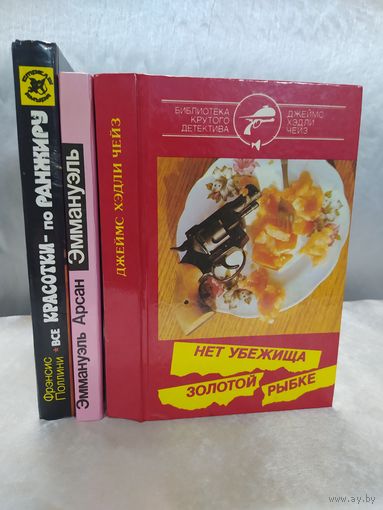 Фрэнсис
Поллини
ВСЕ КРАСОТКИ - ПО РАНЖИРУ
Эммануэль Арсан
Эммануэль
ДЖЕЙМС ХЭДЛИ ЧЕЙЗ
БИБЛИОТЕКА
КРУТОГО
ДЕТЕКТИВА
ДЖЕЙМС
ХЭДЛИ
ЧЕЙЗ
НЕТ УБЕЖИЩА
ЗОЛОТОЙ РЫБКЕ
ay.by